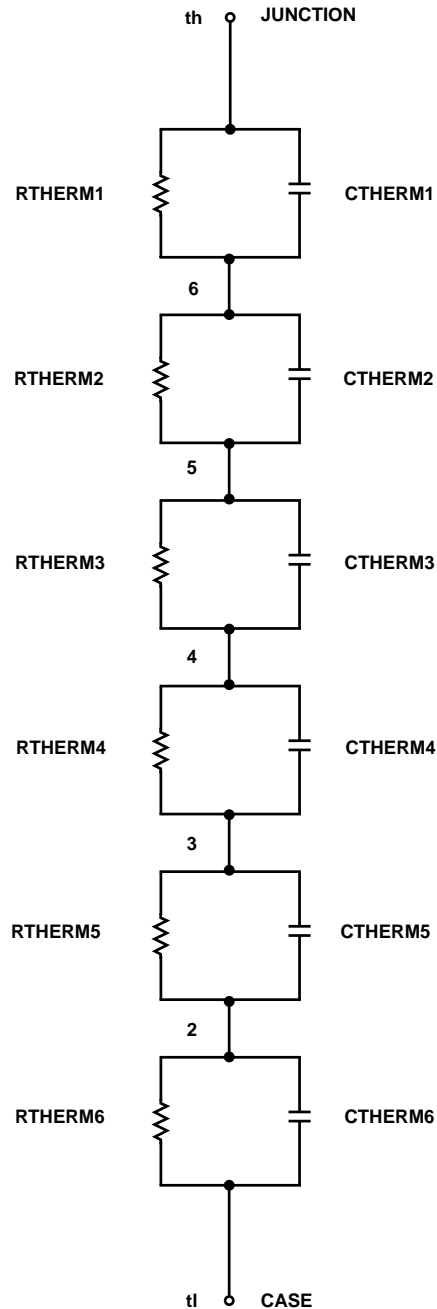 th JUNCTION
RTHERM1 CTHERM1
6
RTHERM2 CTHERM2
5
RTHERM3 CTHERM3
4
RTHERM4 CTHERM4
3
RTHERM5 CTHERM5
2
RTHERM6 CTHERM6
tl CASE